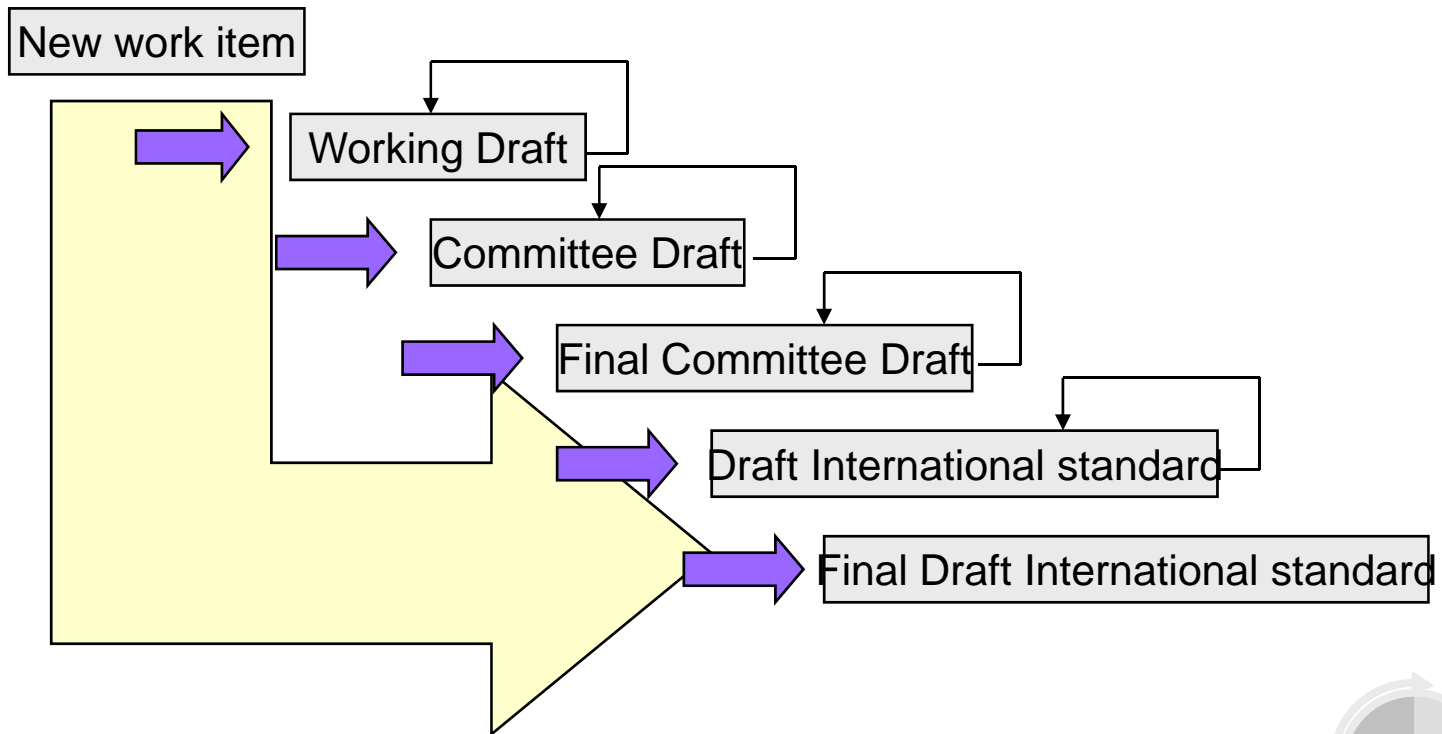 New work item
Working Draft
Committee Draft
Final Committee Draft
Draft International standard
Final Draft International standard